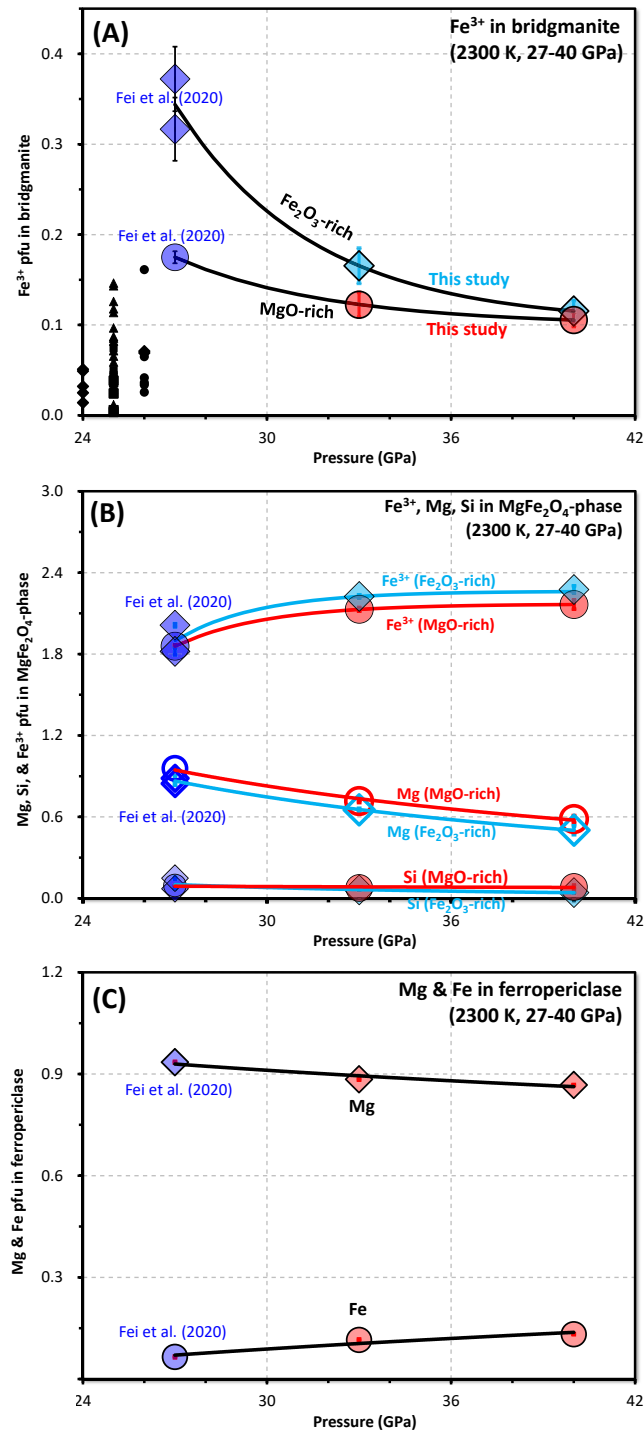 (A)
Fe³⁺ in bridgmanite
(2300 K, 27-40 GPa)
Fe³⁺ pfu in bridgmanite
0.4
0.3
0.2
0.1
0.0
Fei et al. (2020)
Fei et al. (2020)
Fe₂O₃-rich
MgO-rich
This study
This study
24 30 36 42
Pressure (GPa)
(B)
Fe³⁺, Mg, Si in MgFe₂O₄-phase
(2300 K, 27-40 GPa)
Mg, Si, & Fe³⁺ pfu in MgFe₂O₄-phase
3.0
2.4
1.8
1.2
0.6
0.0
Fe³⁺ (Fe₂O₃-rich)
Fei et al. (2020)
Fe³⁺ (MgO-rich)
Mg (MgO-rich)
Fei et al. (2020)
Mg (Fe₂O₃-rich)
Si (MgO-rich)
Si (Fe₂O₃-rich)
24 30 36 42
Pressure (GPa)
(C)
Mg & Fe in ferropericlase
(2300 K, 27-40 GPa)
Mg & Fe pfu in ferropericlase
1.2
0.9
0.6
0.3
Fei et al. (2020)
Mg
Fe
Fei et al. (2020)
24 30 36 42
Pressure (GPa)